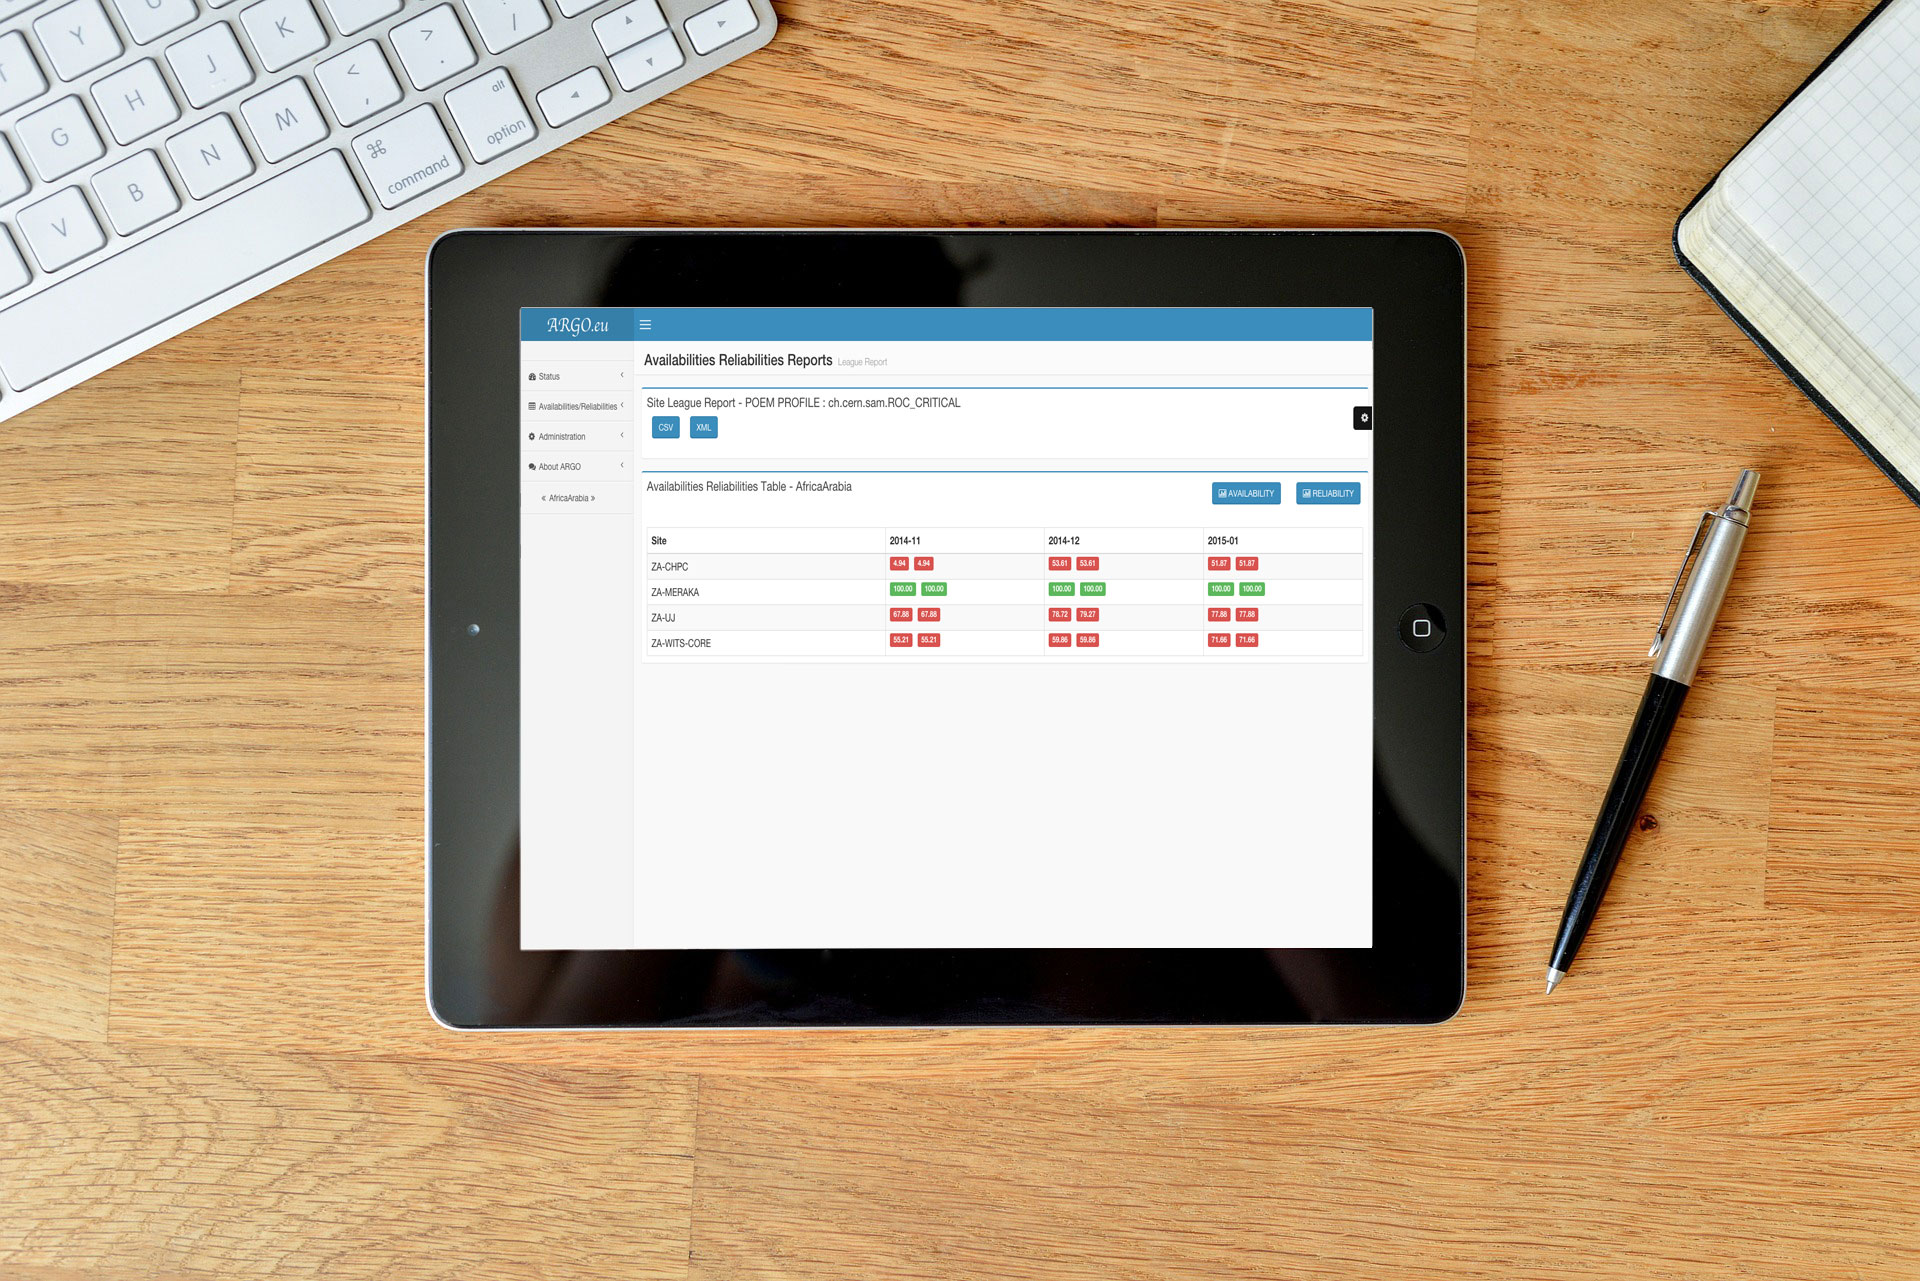 Y
H
J
K
G
B
N
M
V
<
,
>
.
/
alt
option
⌘
command
ARGO.eu
Availabilities Reliabilities Reports League Report
Status
Availabilities/Reliabilities
Administration
About ARGO
« AfricaArabia »
Site League Report - POEM PROFILE : ch.cern.sam.ROC_CRITICAL
CSV XML
Availabilities Reliabilities Table - AfricaArabia
AVAILABILITY RELIABILITY
Site 2014-11 2014-12 2015-01
ZA-CHPC 4.94 4.94 53.61 53.61 51.87 51.87
ZA-MERAKA 100.00 100.00 100.00 100.00 100.00 100.00
ZA-UJ 67.88 67.88 78.72 79.27 77.88 77.88
ZA-WITS-CORE 55.21 55.21 59.86 59.86 71.66 71.66